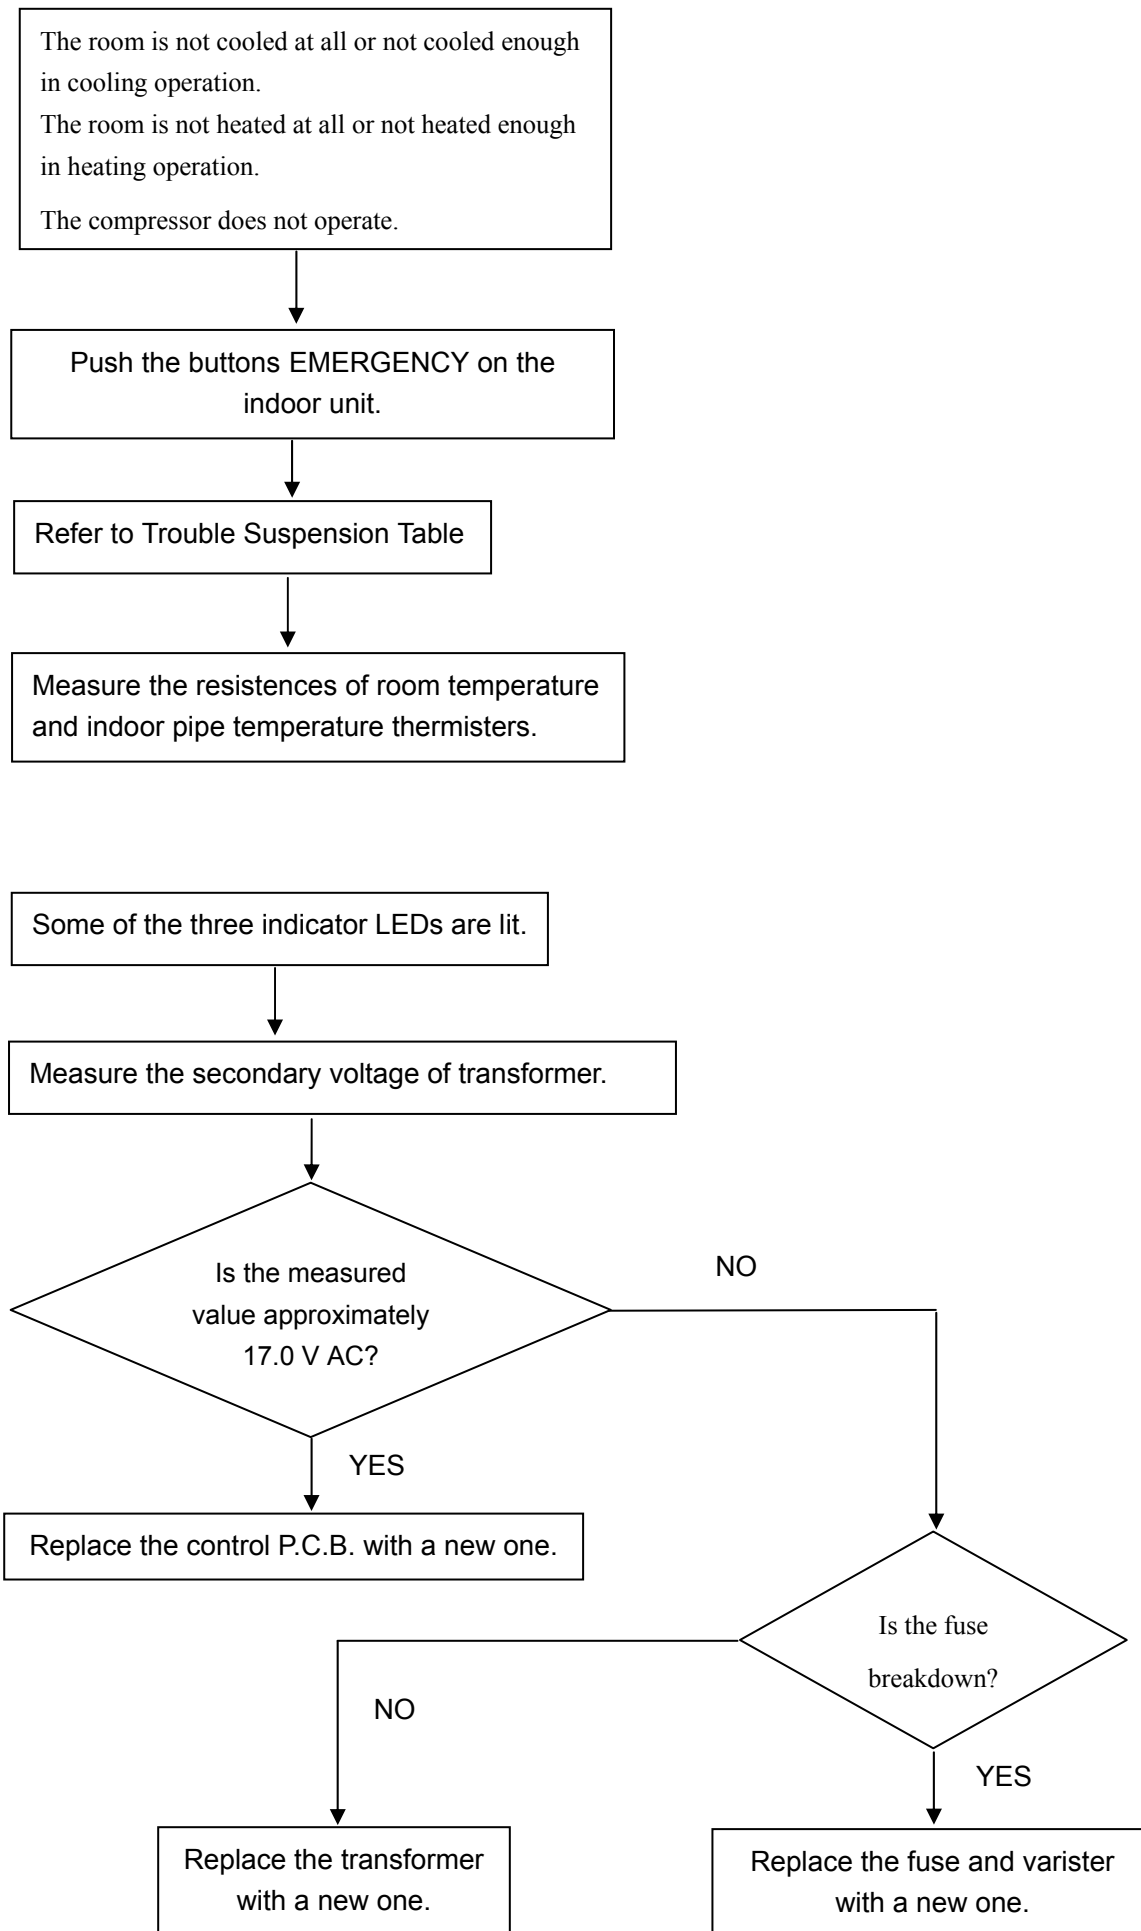 The room is not cooled at all or not cooled enough
in cooling operation.
The room is not heated at all or not heated enough
in heating operation.
The compressor does not operate.
Push the buttons EMERGENCY on the
indoor unit.
Refer to Trouble Suspension Table
Measure the resistences of room temperature
and indoor pipe temperature thermisters.
Some of the three indicator LEDs are lit.
Measure the secondary voltage of transformer.
Is the measured
value approximately
17.0 V AC?
NO
YES
Replace the control P.C.B. with a new one.
Is the fuse
breakdown?
NO
YES
Replace the transformer
with a new one.
Replace the fuse and varister
with a new one.